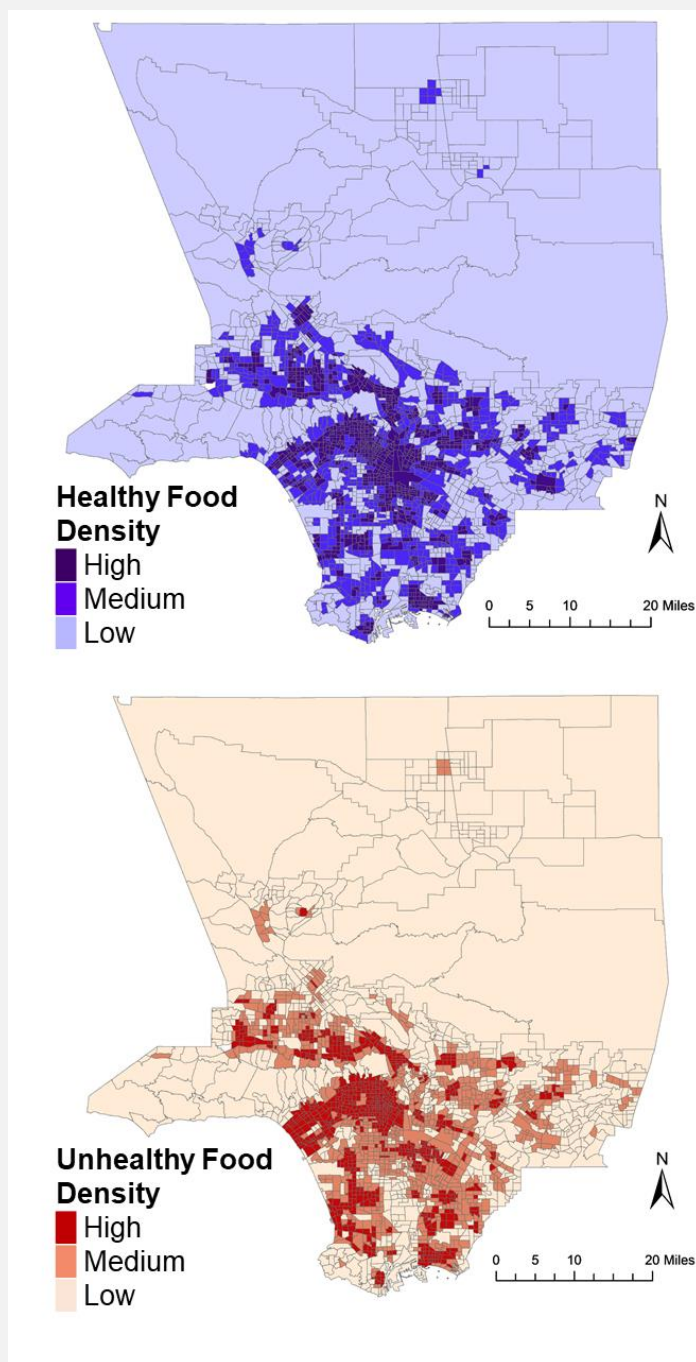 Healthy Food
Density
High
Medium
Low
N
0 5 10 20 Miles
Unhealthy Food
Density
High
Medium
Low
N
0 5 10 20 Miles